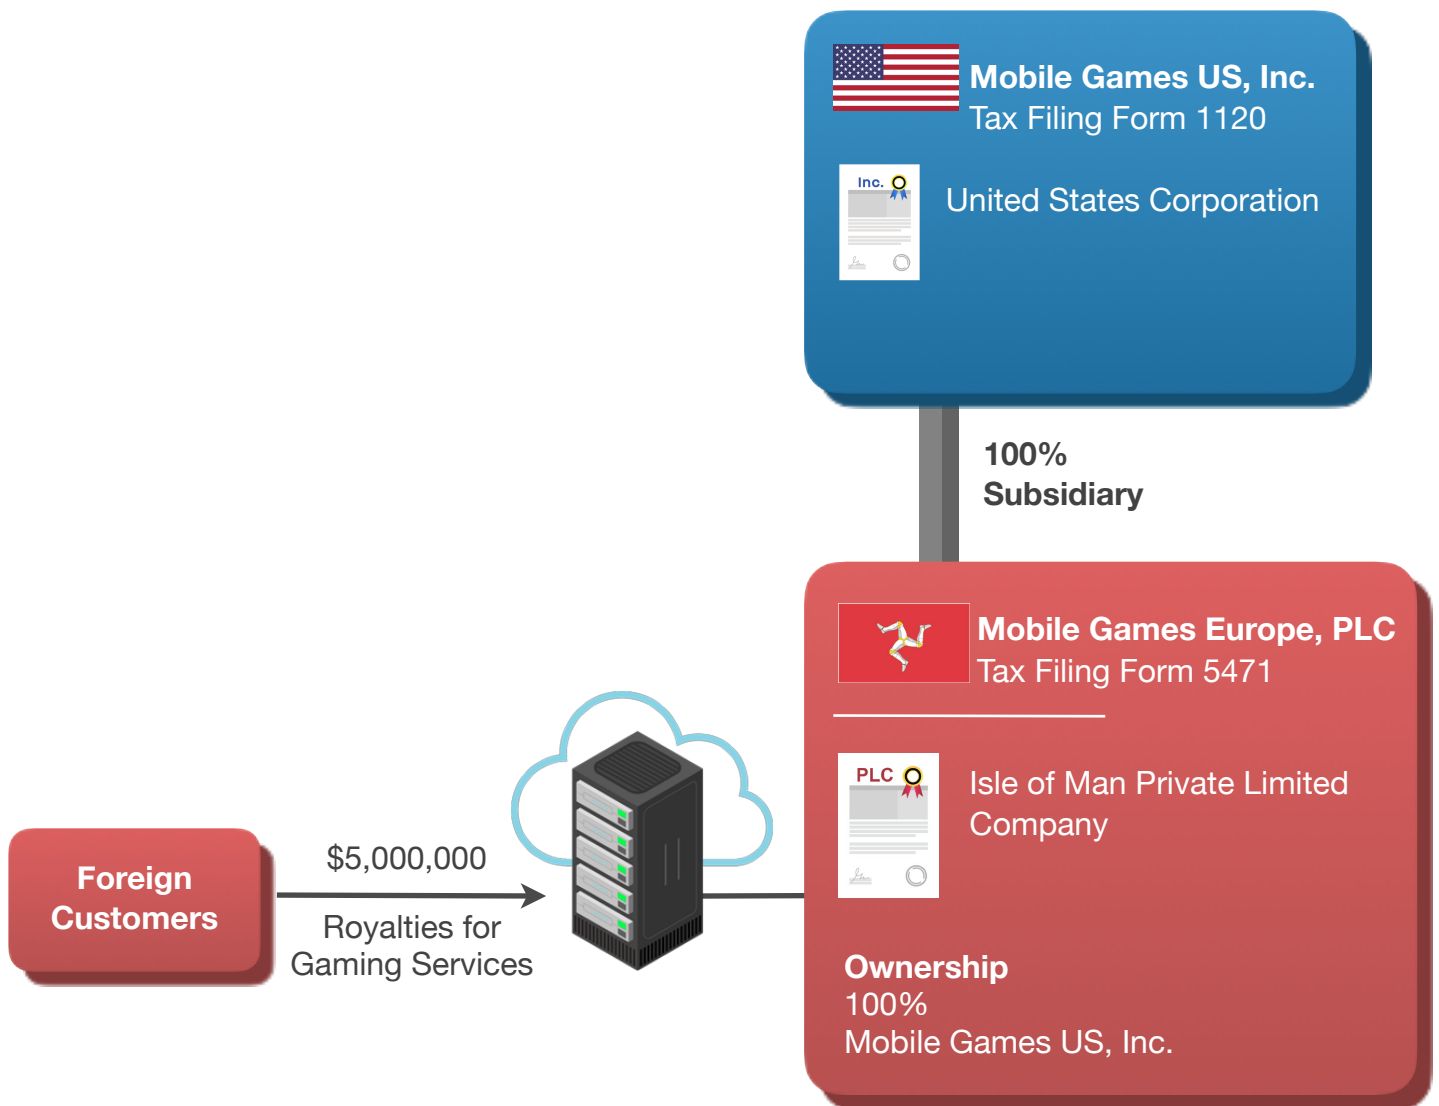 Mobile Games US, Inc.
Tax Filing Form 1120
Inc.
United States Corporation
100%
Subsidiary
Mobile Games Europe, PLC
Tax Filing Form 5471
PLC
Isle of Man Private Limited
Company
Foreign
Customers
$5,000,000
Royalties for
Gaming Services
Ownership
100%
Mobile Games US, Inc.